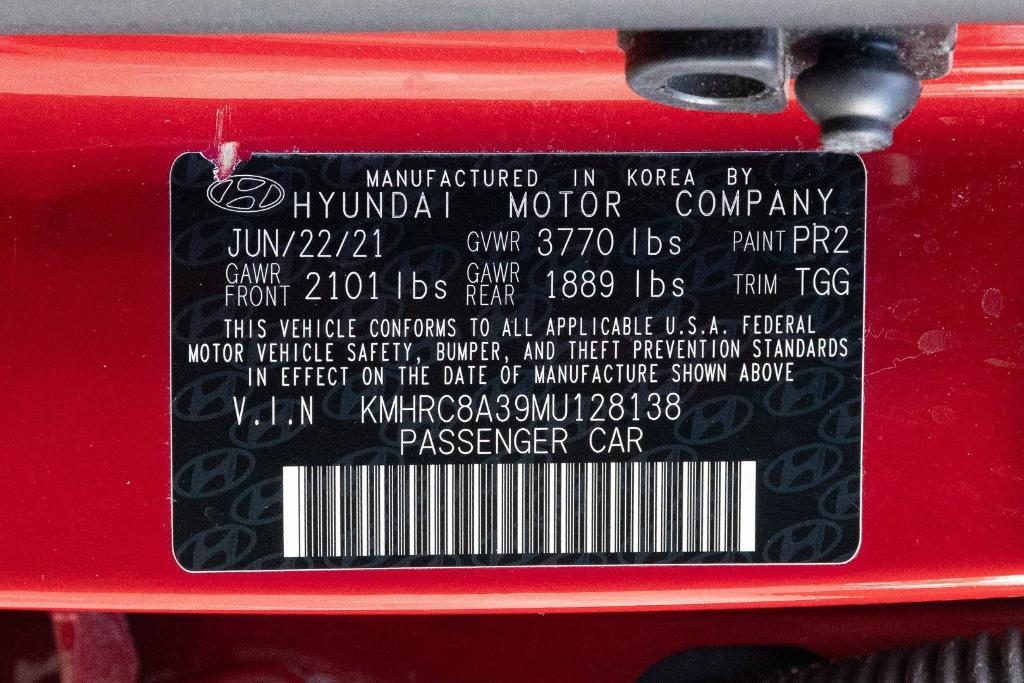 MANUFACTURED IN KOREA BY
HYUNDAI MOTOR COMPANY
JUN/22/21 GVWR 3770 lbs PAINT PR2
GAWR FRONT 2101 lbs GAWR REAR 1889 lbs TRIM TGG
THIS VEHICLE CONFORMS TO ALL APPLICABLE U.S.A. FEDERAL
MOTOR VEHICLE SAFETY, BUMPER, AND THEFT PREVENTION STANDARDS
IN EFFECT ON THE DATE OF MANUFACTURE SHOWN ABOVE
V.I.N KMHRC8A39MU128138
PASSENGER CAR